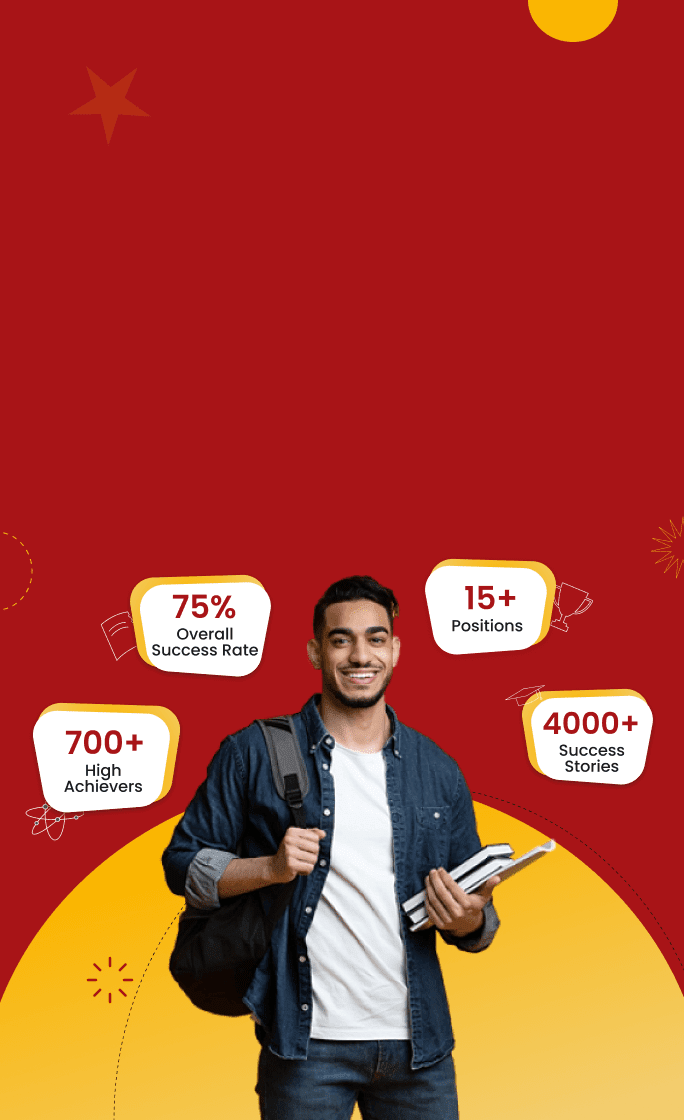 75%
Overall
Success Rate
15+
Positions
700+
High
Achievers
4000+
Success
Stories